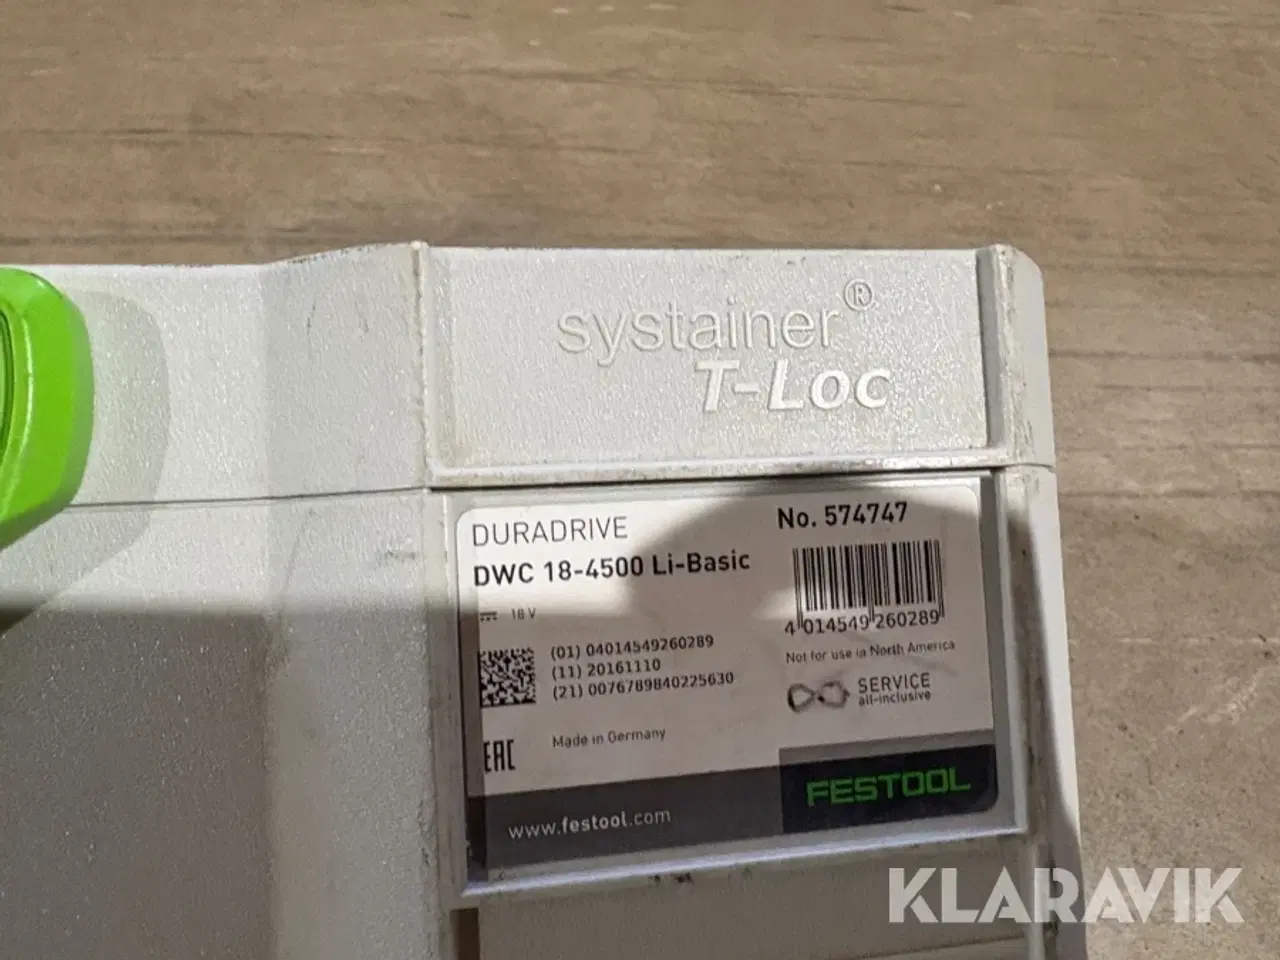 systainer®
T-Loc
DURADRIVE
DWC 18-4500 Li-Basic
18 V
(01) 04014549260289
(11) 20161110
(21) 0076789840225630
Made in Germany
EAC
www.festool.com
No. 574747
4 014549 260289
Not for use in North America
SERVICE
all-inclusive
FESTOOL
KLARAVIK